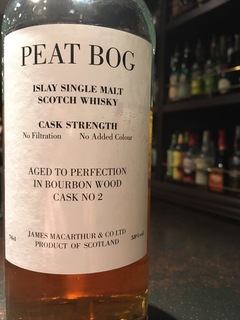 PEAT BOG
ISLAY SINGLE MALT
SCOTCH WHISKY
CASK STRENGTH
No Filtration No Added Colour
AGED TO PERFECTION
IN BOURBON WOOD
CASK NO 2
JAMES MACARTHUR & CO LTD
70cl PRODUCT OF SCOTLAND